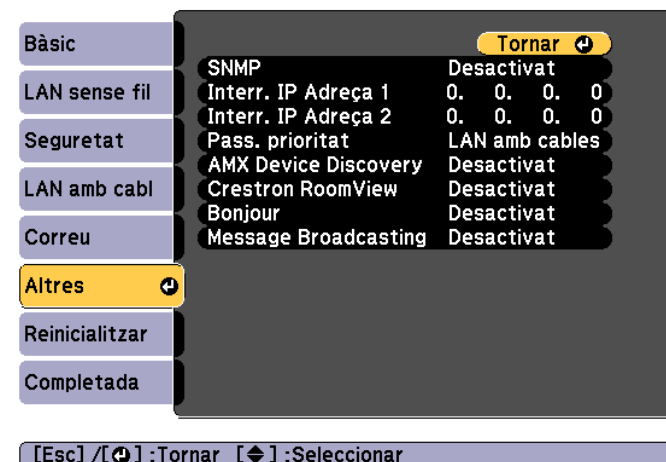 Bàsic
LAN sense fil
Seguretat
LAN amb cabl
Correu
Altres
Reinicialitzar
Completada
Tornar
SNMP Desactivat
Interr. IP Adreça 1 0. 0. 0. 0
Interr. IP Adreça 2 0. 0. 0. 0
Pass. prioritat LAN amb cables
AMX Device Discovery Desactivat
Crestron RoomView Desactivat
Bonjour Desactivat
Message Broadcasting Desactivat
[Esc] /[⏎] :Tornar [◆] :Seleccionar